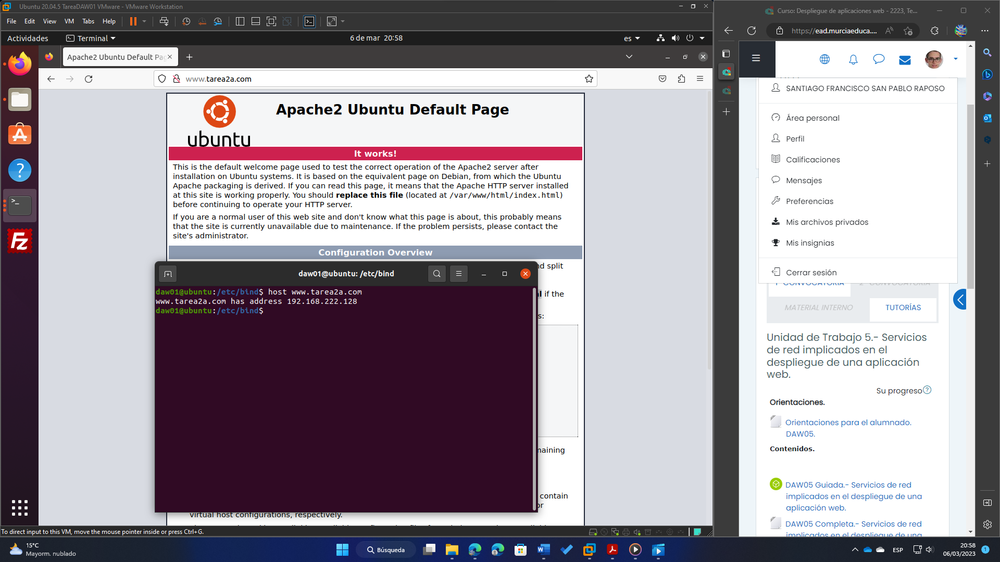 Ubuntu 20.04.5 TareaDAW01 VMware - VMware Workstation
File Edit View VM Tabs Help
Actividades
Terminal
6 de mar 20:58
es
Apache2 Ubuntu Default Pag
www.tarea2a.com
ubuntu
Apache2 Ubuntu Default Page
It works!
This is the default welcome page used to test the correct operation of the Apache2 server after
installation on Ubuntu systems. It is based on the equivalent page on Debian, from which the Ubuntu
Apache packaging is derived. If you can read this page, it means that the Apache HTTP server installed
at this site is working properly. You should replace this file (located at /var/www/html/index.html)
before continuing to operate your HTTP server.
If you are a normal user of this web site and don't know what this page is about, this probably means
that the site is currently unavailable due to maintenance. If the problem persists, please contact the
site's administrator.
Configuration Overview
split
if the
s:
contain
virtual host configurations, respectively.
daw01@ubuntu: /etc/bind
daw01@ubuntu:/etc/bind$ host www.tarea2a.com
www.tarea2a.com has address 192.168.222.128
daw01@ubuntu:/etc/bind$
To direct input to this VM, move the mouse pointer inside or press Ctrl+G.
Curso: Despliegue de aplicaciones web - 2223, Te...
https://ead.murciaeduca....
SANTIAGO FRANCISCO SAN PABLO RAPOSO
Área personal
Perfil
Calificaciones
Mensajes
Preferencias
Mis archivos privados
Mis insignias
Cerrar sesión
1ª CONVOCATORIA
2ª CONVOCATORIA
MATERIAL INTERNO
TUTORÍAS
Unidad de Trabajo 5.- Servicios
de red implicados en el
despliegue de una aplicación
web.
Su progreso
Orientaciones.
Orientaciones para el alumnado.
DAW05.
Contenidos.
DAW05 Guiada.- Servicios de red
implicados en el despliegue de una
aplicación web.
DAW05 Completa.- Servicios de red
implicados en el despliegue de una
15°C
Mayorm. nublado
Búsqueda
ESP
20:58
06/03/2023
1